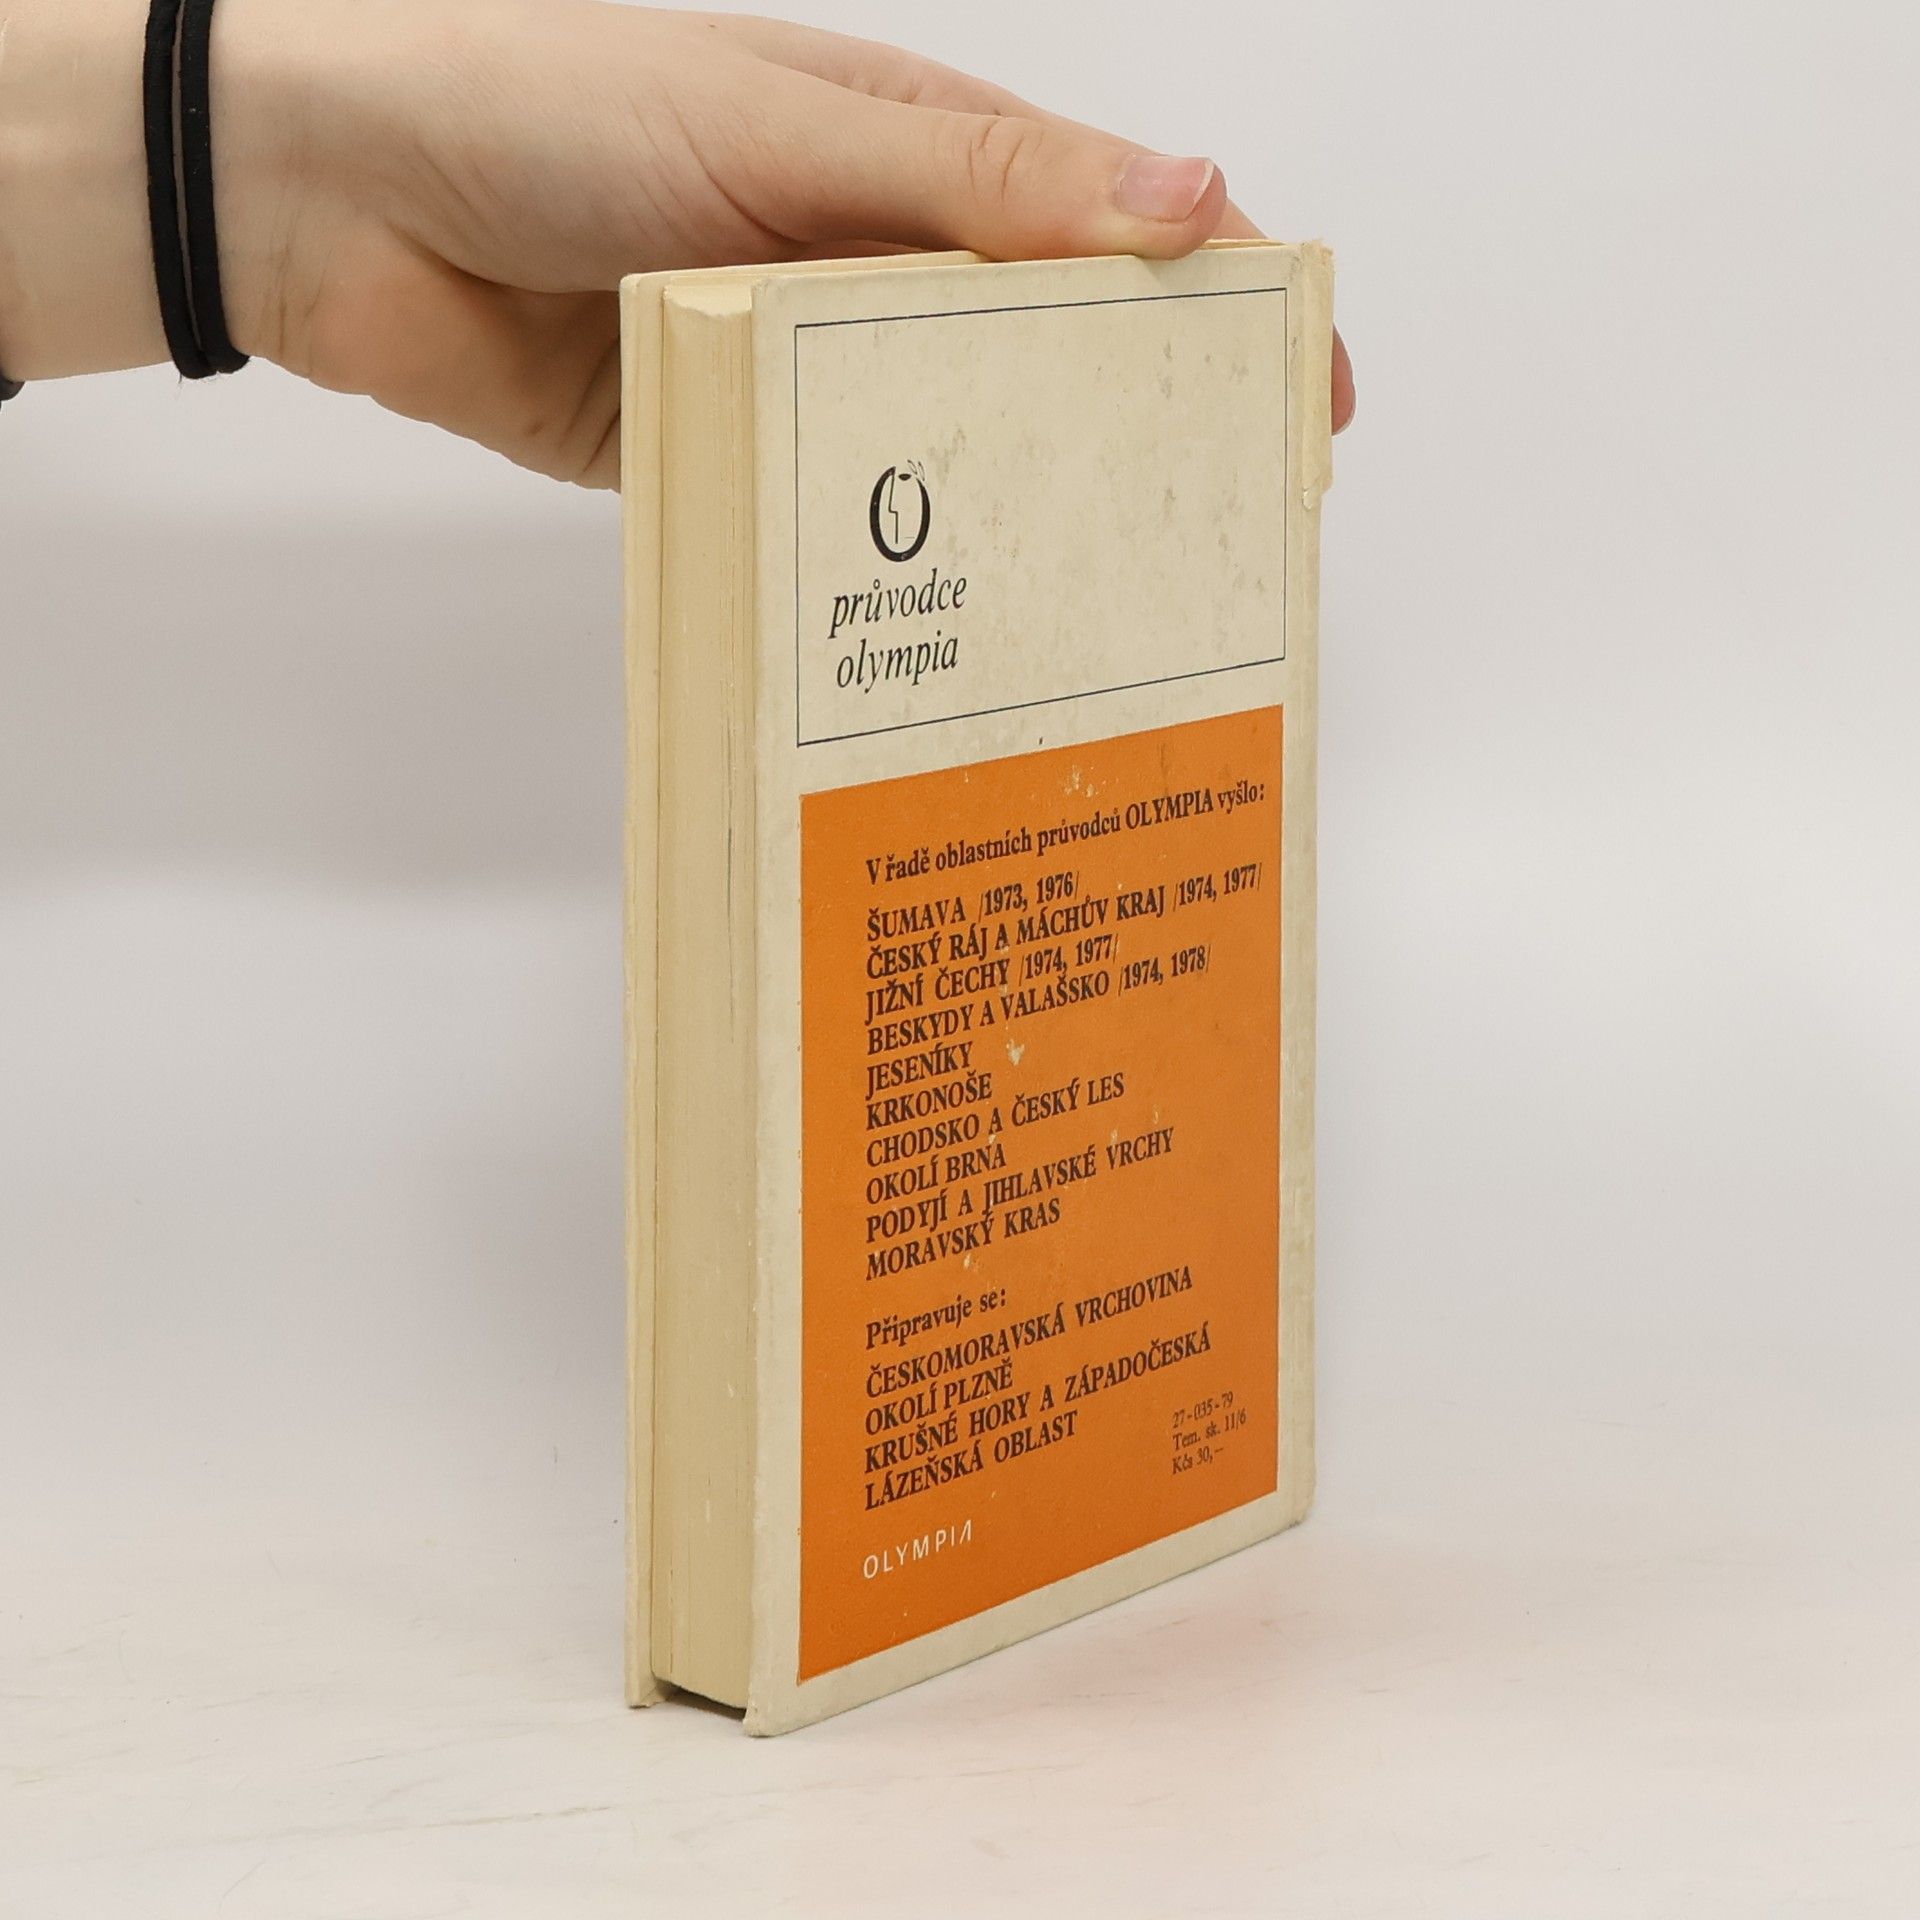 průvodce
olympia
V řadě oblastních průvodců OLYMPIA vyšlo:
ŠUMAVA /1973, 1976/
ČESKÝ RÁJ A MÁCHŮV KRAJ /1974, 1977/
JIŽNÍ ČECHY /1974, 1977/
BESKYDY A VALAŠSKO /1974, 1978/
JESENÍKY
KRKONOŠE
CHODSKO A ČESKÝ LES
OKOLÍ BRNA
PODYJÍ A JIHLAVSKÉ VRCHY
MORAVSKÝ KRAS
Připravuje se:
ČESKOMORAVSKÁ VRCHOVINA
OKOLÍ PLZNĚ
KRUŠNÉ HORY A ZÁPADOČESKÁ
LÁZEŇSKÁ OBLAST
27-035-79
Tem. sk. 11/6
Kčs 30,—
OLYMPIA